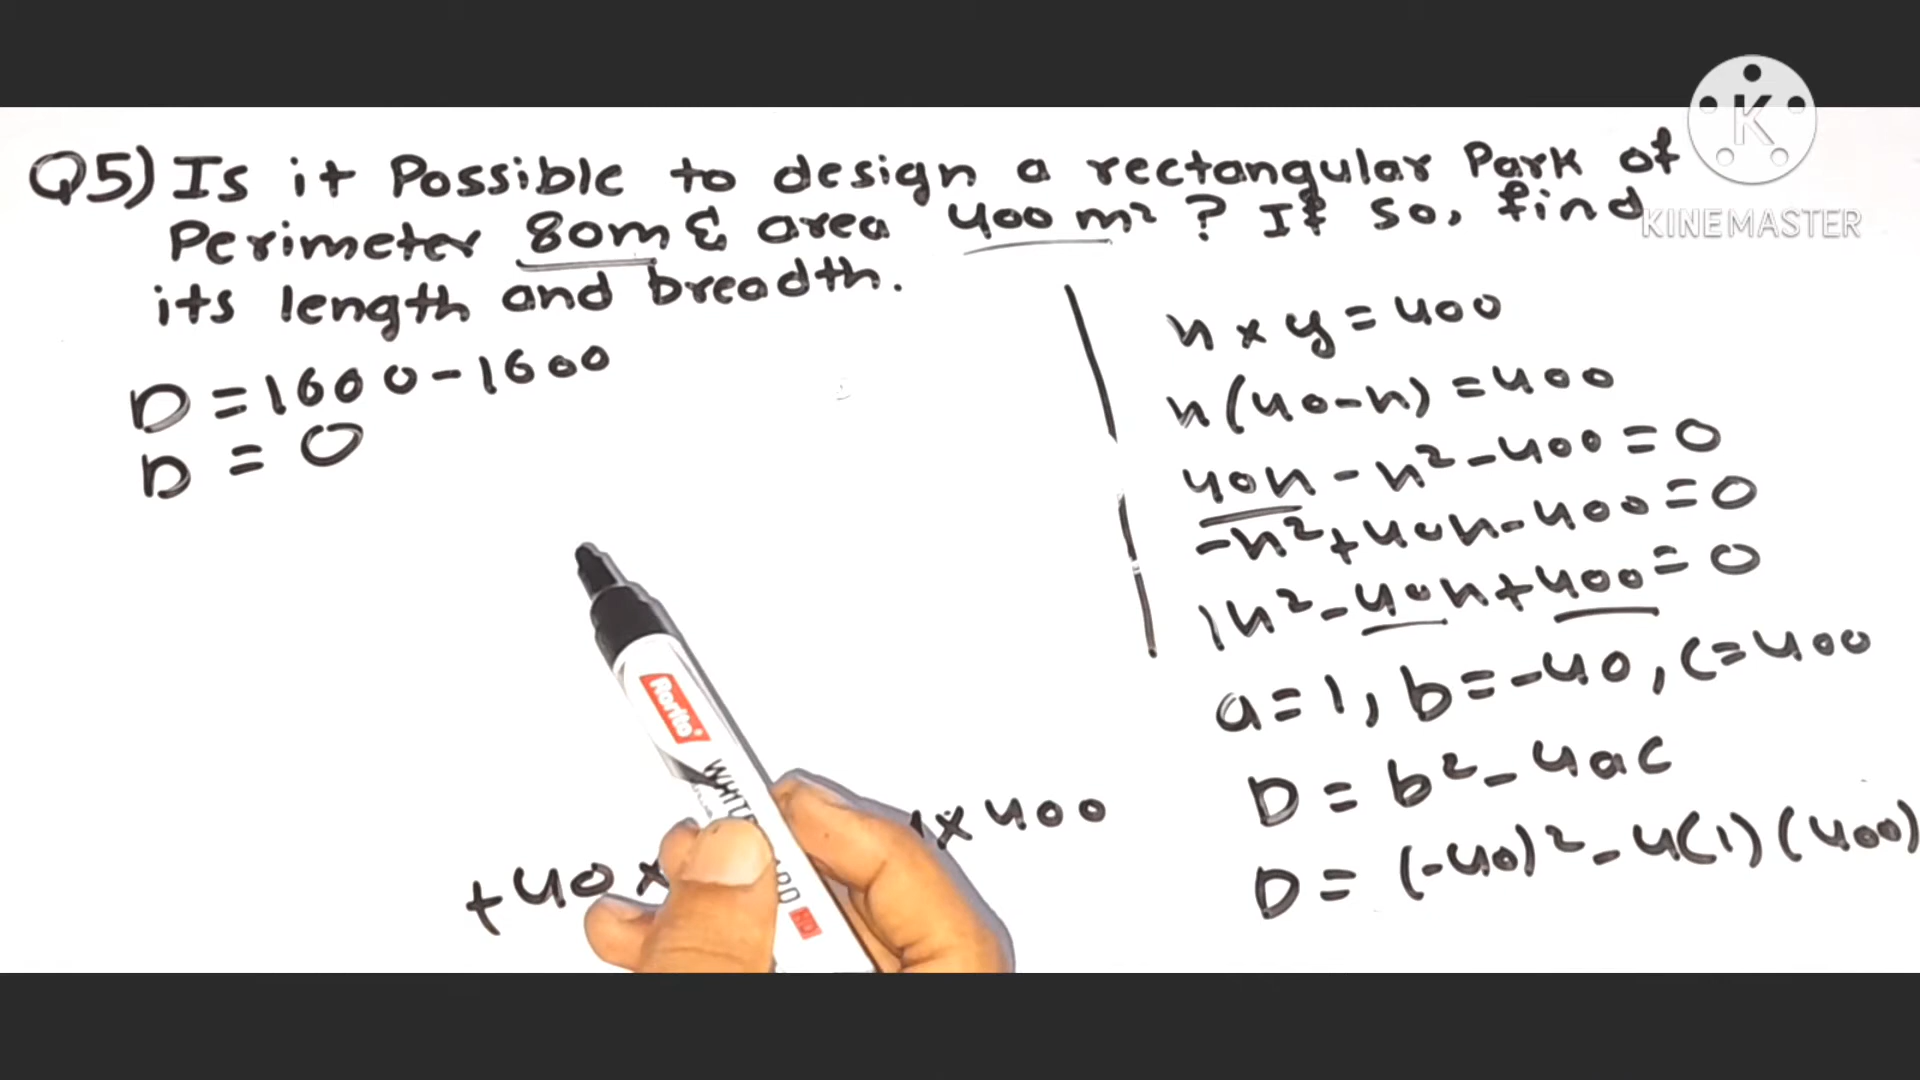 Q5) Is it Possible to design a rectangular Park of
Perimeter 80m & area 400 m² ? If so, find
its length and breadth.
D = 1600 - 1600
D = 0
x × y = 400
x(40-x) = 400
40x - x² - 400 = 0
-x² + 40x - 400 = 0
1x² - 40x + 400 = 0
a = 1, b = -40, c = 400
D = b² - 4ac
D = (-40)² - 4(1)(400)
+40 ×
× 400
Rorito
HD
K
KINEMASTER